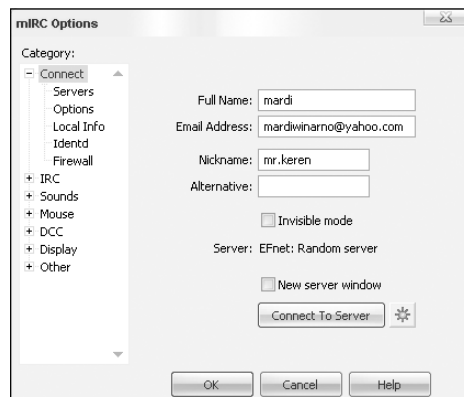 mIRC Options
Category:
Connect
Servers
Options
Local Info
Identd
Firewall
IRC
Sounds
Mouse
DCC
Display
Other
Full Name: mardi
Email Address: mardiwinarno@yahoo.com
Nickname: mr.keren
Alternative:
Invisible mode
Server: EFnet: Random server
New server window
Connect To Server
OK Cancel Help